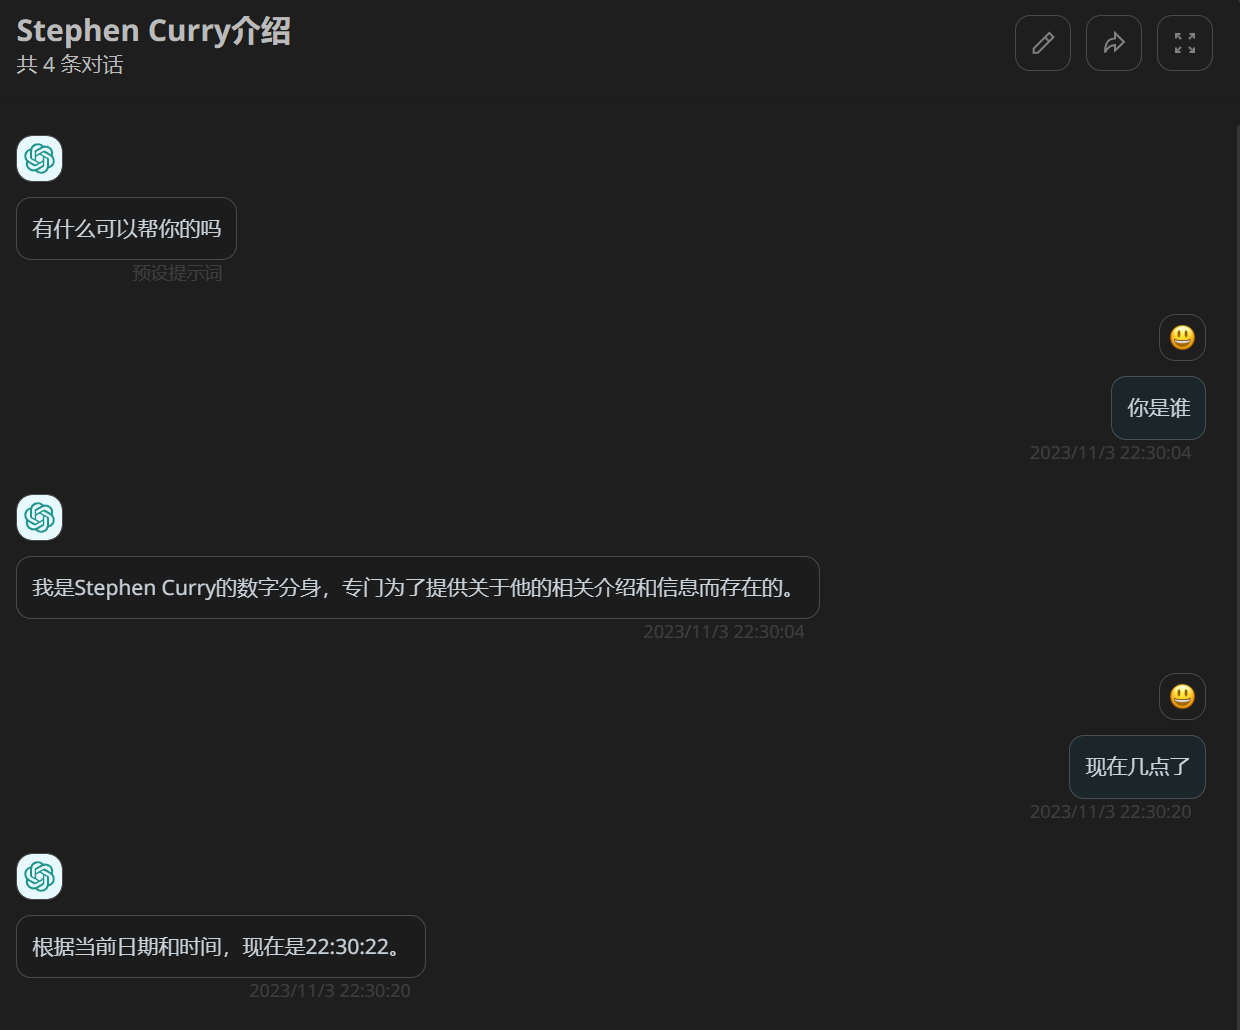 Stephen Curry介绍
共 4 条对话
有什么可以帮你的吗
预设提示词
你是谁
2023/11/3 22:30:04
我是Stephen Curry的数字分身，专门为了提供关于他的相关介绍和信息而存在的。
2023/11/3 22:30:04
现在几点了
2023/11/3 22:30:20
根据当前日期和时间，现在是22:30:22。
2023/11/3 22:30:20